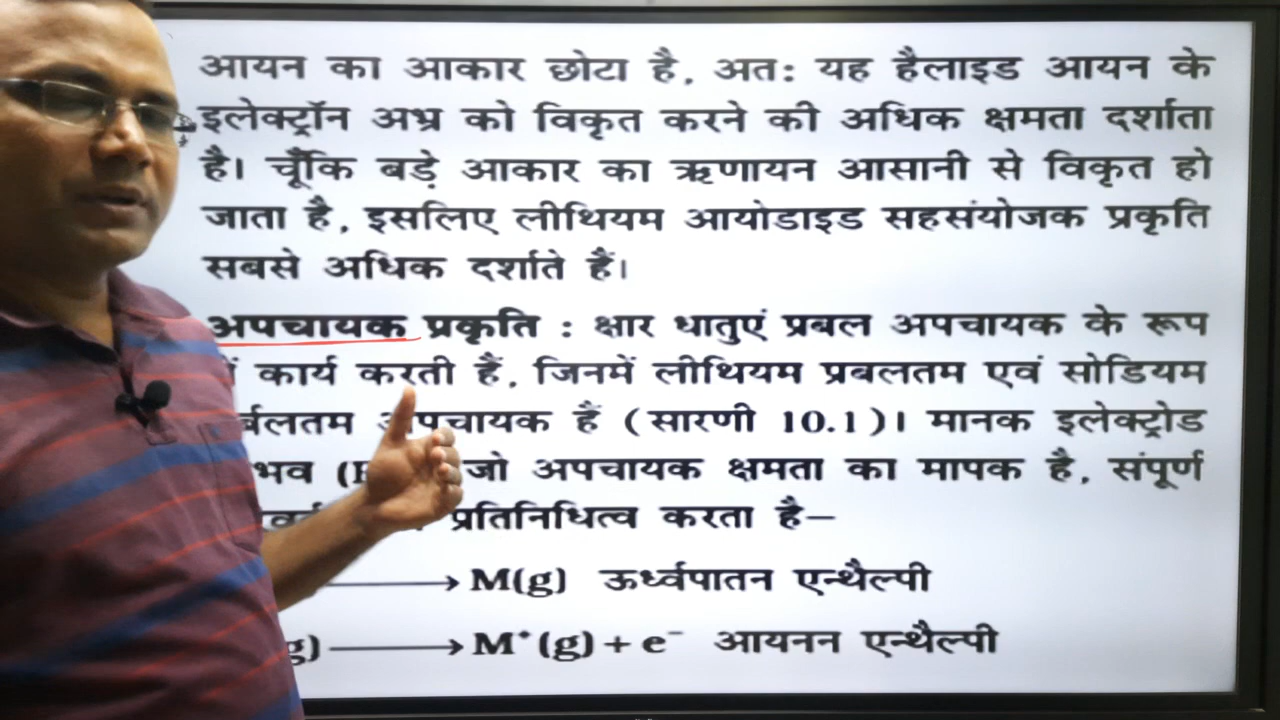 आयन का आकार छोटा है, अत: यह हैलाइड आयन के
इलेक्ट्रॉन अभ्र को विकृत करने की अधिक क्षमता दर्शाता
है। चूँकि बड़े आकार का ऋणायन आसानी से विकृत हो
जाता है, इसलिए लीथियम आयोडाइड सहसंयोजक प्रकृति
सबसे अधिक दर्शाते हैं।
अपचायक प्रकृति : क्षार धातुएं प्रबल अपचायक के रूप
कार्य करती हैं, जिनमें लीथियम प्रबलतम एवं सोडियम
अपचायक हैं (सारणी 10.1)। मानक इलेक्ट्रोड
जो अपचायक क्षमता का मापक है, संपूर्ण
प्रतिनिधित्व करता है–
⟶ M(g) ऊर्ध्वपातन एन्थैल्पी
g) ⟶ M⁺(g) + e⁻ आयनन एन्थैल्पी